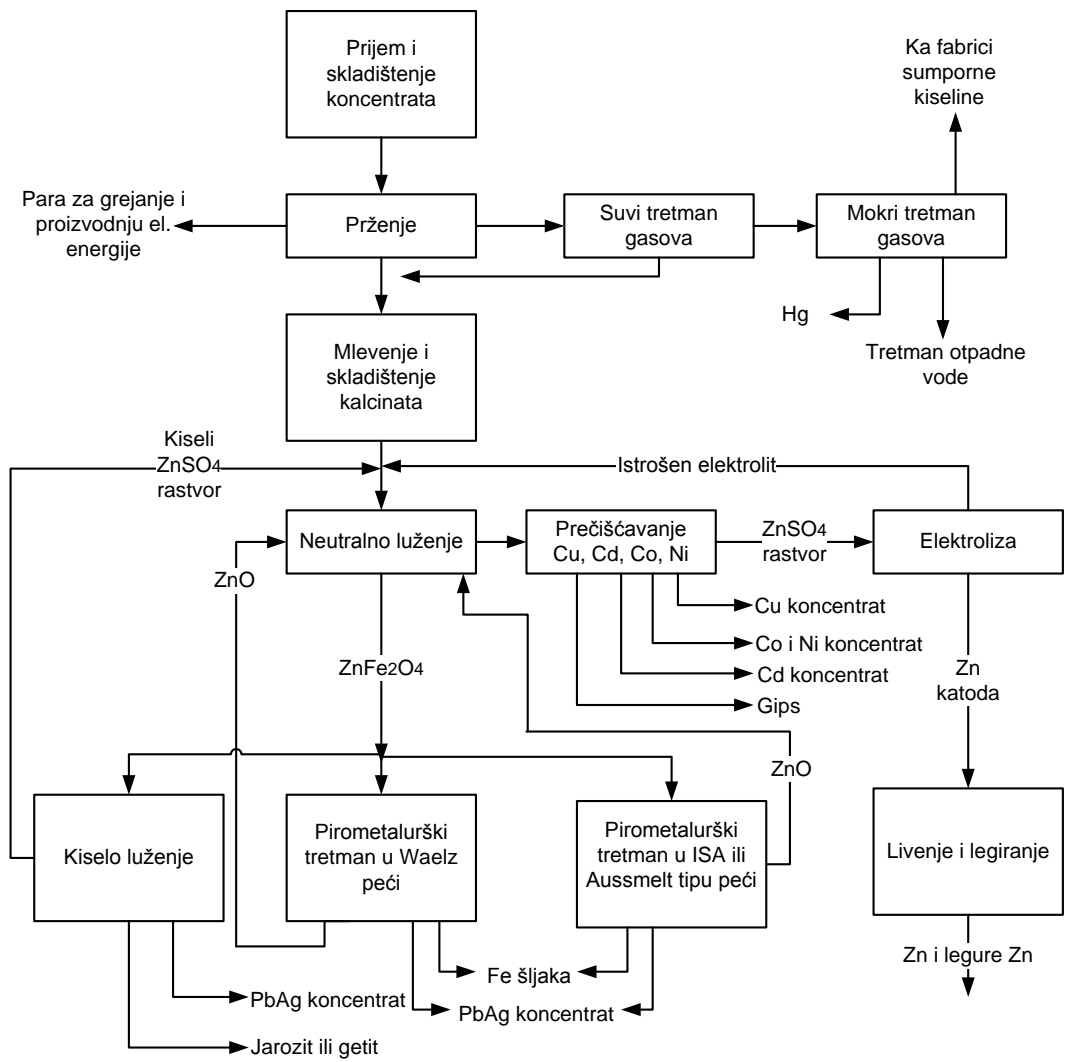 Prijem i
skladištenje
koncentrata
Ka fabrici
sumporne
kiseline
Para za grejanje i
proizvodnju el.
energije
Prženje
Suvi tretman
gasova
Mokri tretman
gasova
Hg
Tretman otpadne
vode
Mlevenje i
skladištenje
kalcinata
Kiseli
ZnSO4
rastvor
Istrošen elektrolit
Neutralno luženje
Prečišćavanje
Cu, Cd, Co, Ni
ZnSO4
rastvor
Elektroliza
ZnO
Cu koncentrat
Co i Ni koncentrat
Cd koncentrat
Gips
ZnFe2O4
Zn
katoda
ZnO
Kiselo luženje
Pirometalurški
tretman u Waelz
peći
Pirometalurški
tretman u ISA ili
Aussmelt tipu peći
Livenje i legiranje
Fe šljaka
Zn i legure Zn
PbAg koncentrat
PbAg koncentrat
Jarozit ili getit